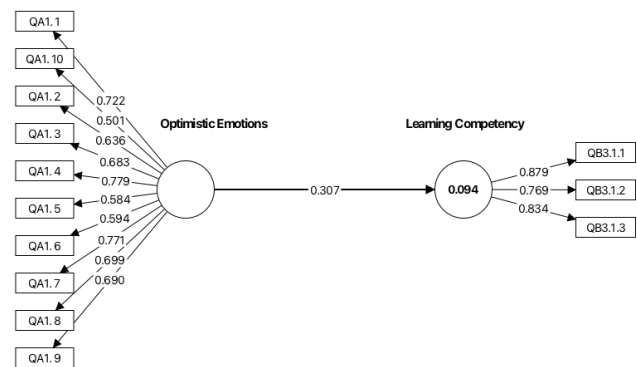 QA1. 1
QA1. 10
QA1. 2
QA1. 3
QA1. 4
QA1. 5
QA1. 6
QA1. 7
QA1. 8
QA1. 9
0.722
0.501
0.636
0.683
0.779
0.584
0.594
0.771
0.699
0.690
Optimistic Emotions
0.307
Learning Competency
0.094
0.879
0.769
0.834
QB3.1.1
QB3.1.2
QB3.1.3